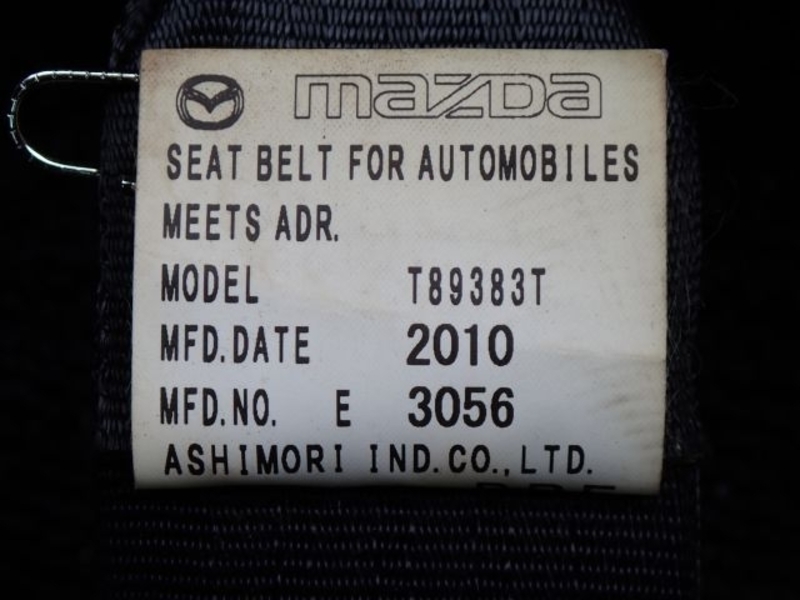 mazda
SEAT BELT FOR AUTOMOBILES
MEETS ADR.
MODEL T89383T
MFD.DATE 2010
MFD.NO. E 3056
ASHIMORI IND.CO.,LTD.